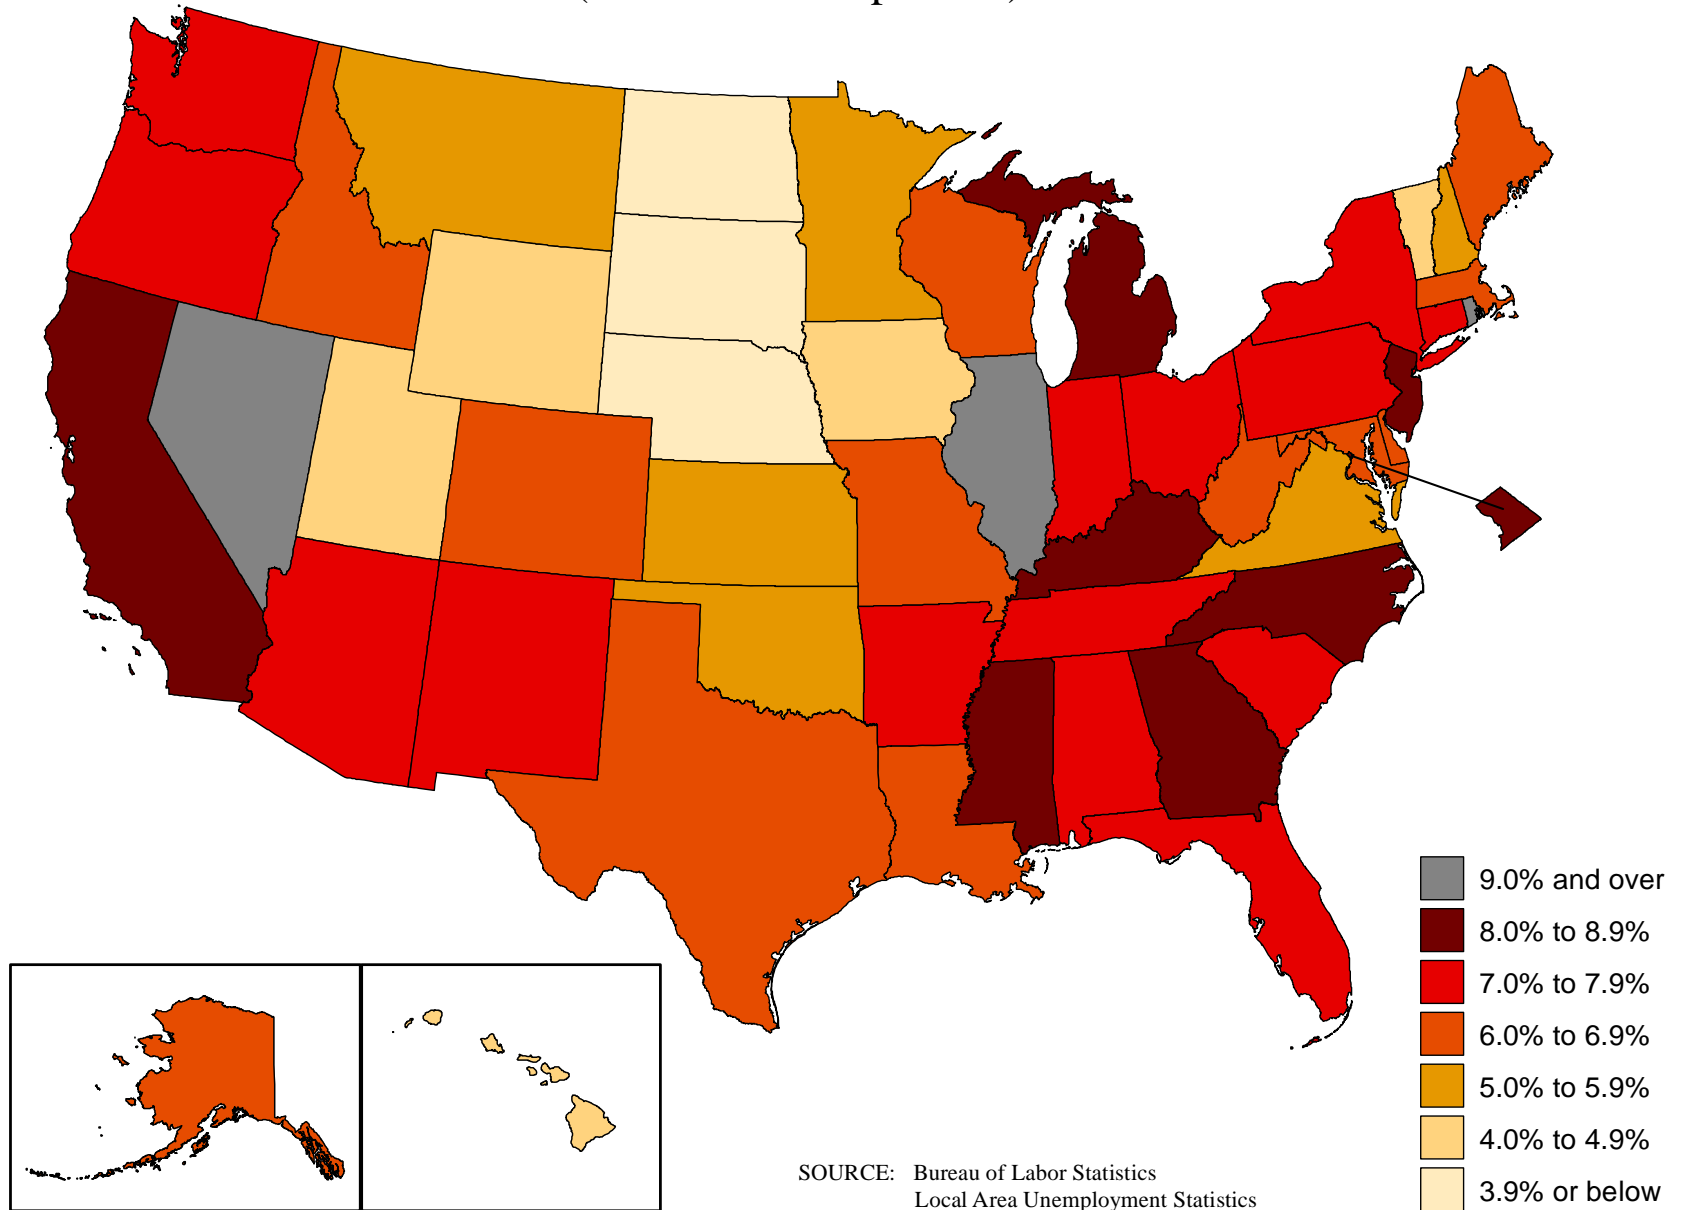 9.0% and over
8.0% to 8.9%
7.0% to 7.9%
6.0% to 6.9%
5.0% to 5.9%
4.0% to 4.9%
3.9% or below
SOURCE: Bureau of Labor Statistics
Local Area Unemployment Statistics